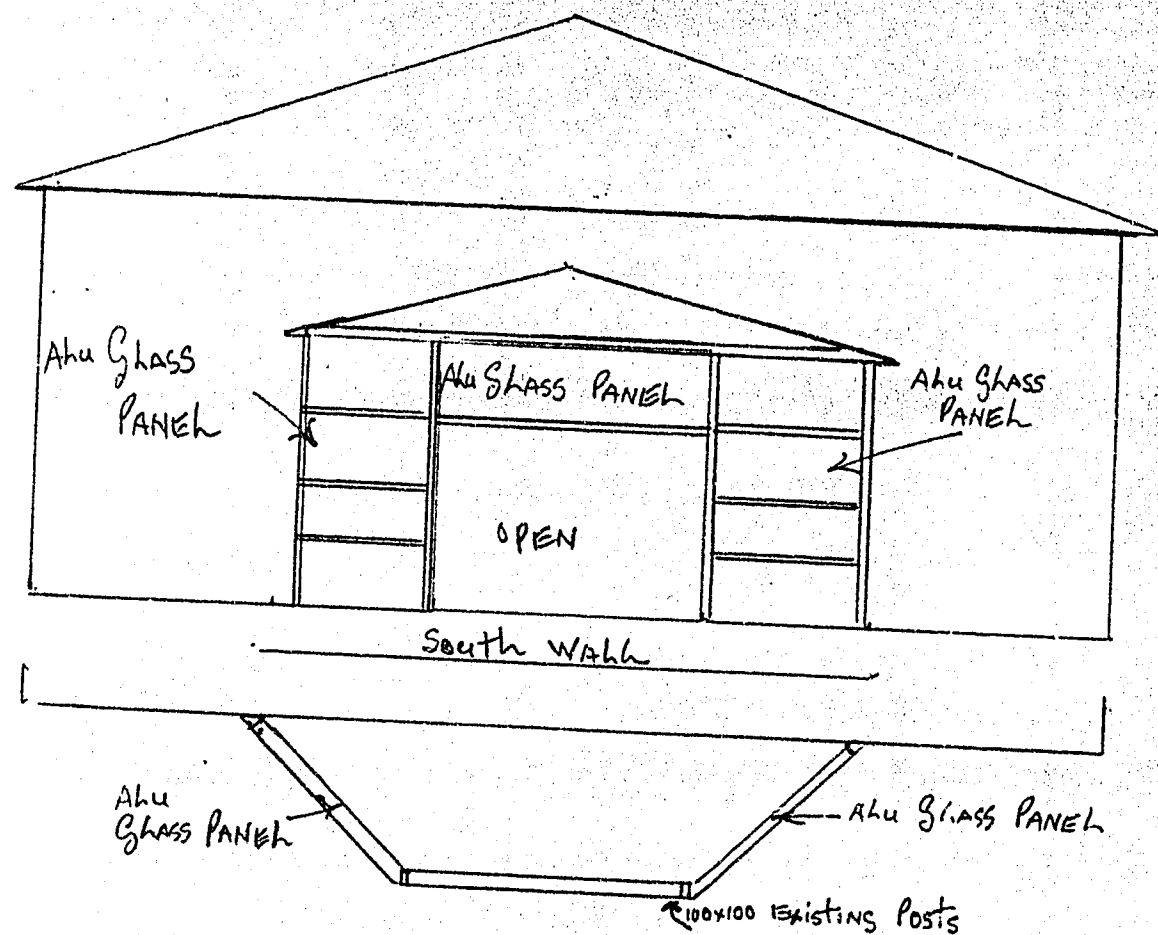 Alu Glass
Panel
Alu Glass Panel
Alu Glass
Panel
OPEN
South Wall
Alu
Glass Panel
Alu Glass Panel
100x100 Existing Posts